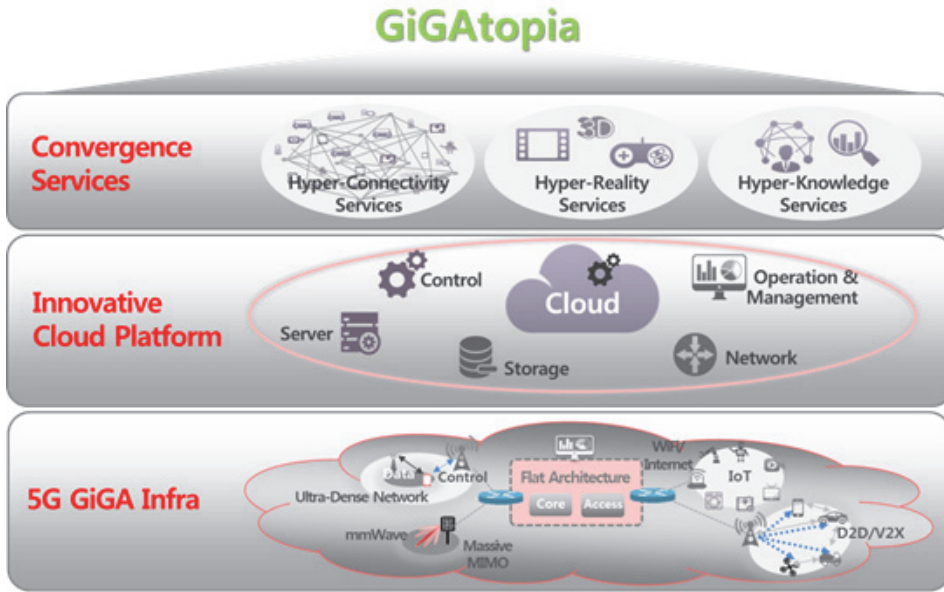 GiGAtopia
Convergence
Services
3D
Hyper-Connectivity
Services
Hyper-Reality
Services
Hyper-Knowledge
Services
Innovative
Cloud Platform
Control
Cloud
Operation &
Management
Server
Storage
Network
5G GiGA Infra
Data
Control
Ultra-Dense Network
mmWave
Massive
MIMO
Flat Architecture
Core
Access
WiFi/
Internet
IoT
D2D/V2X